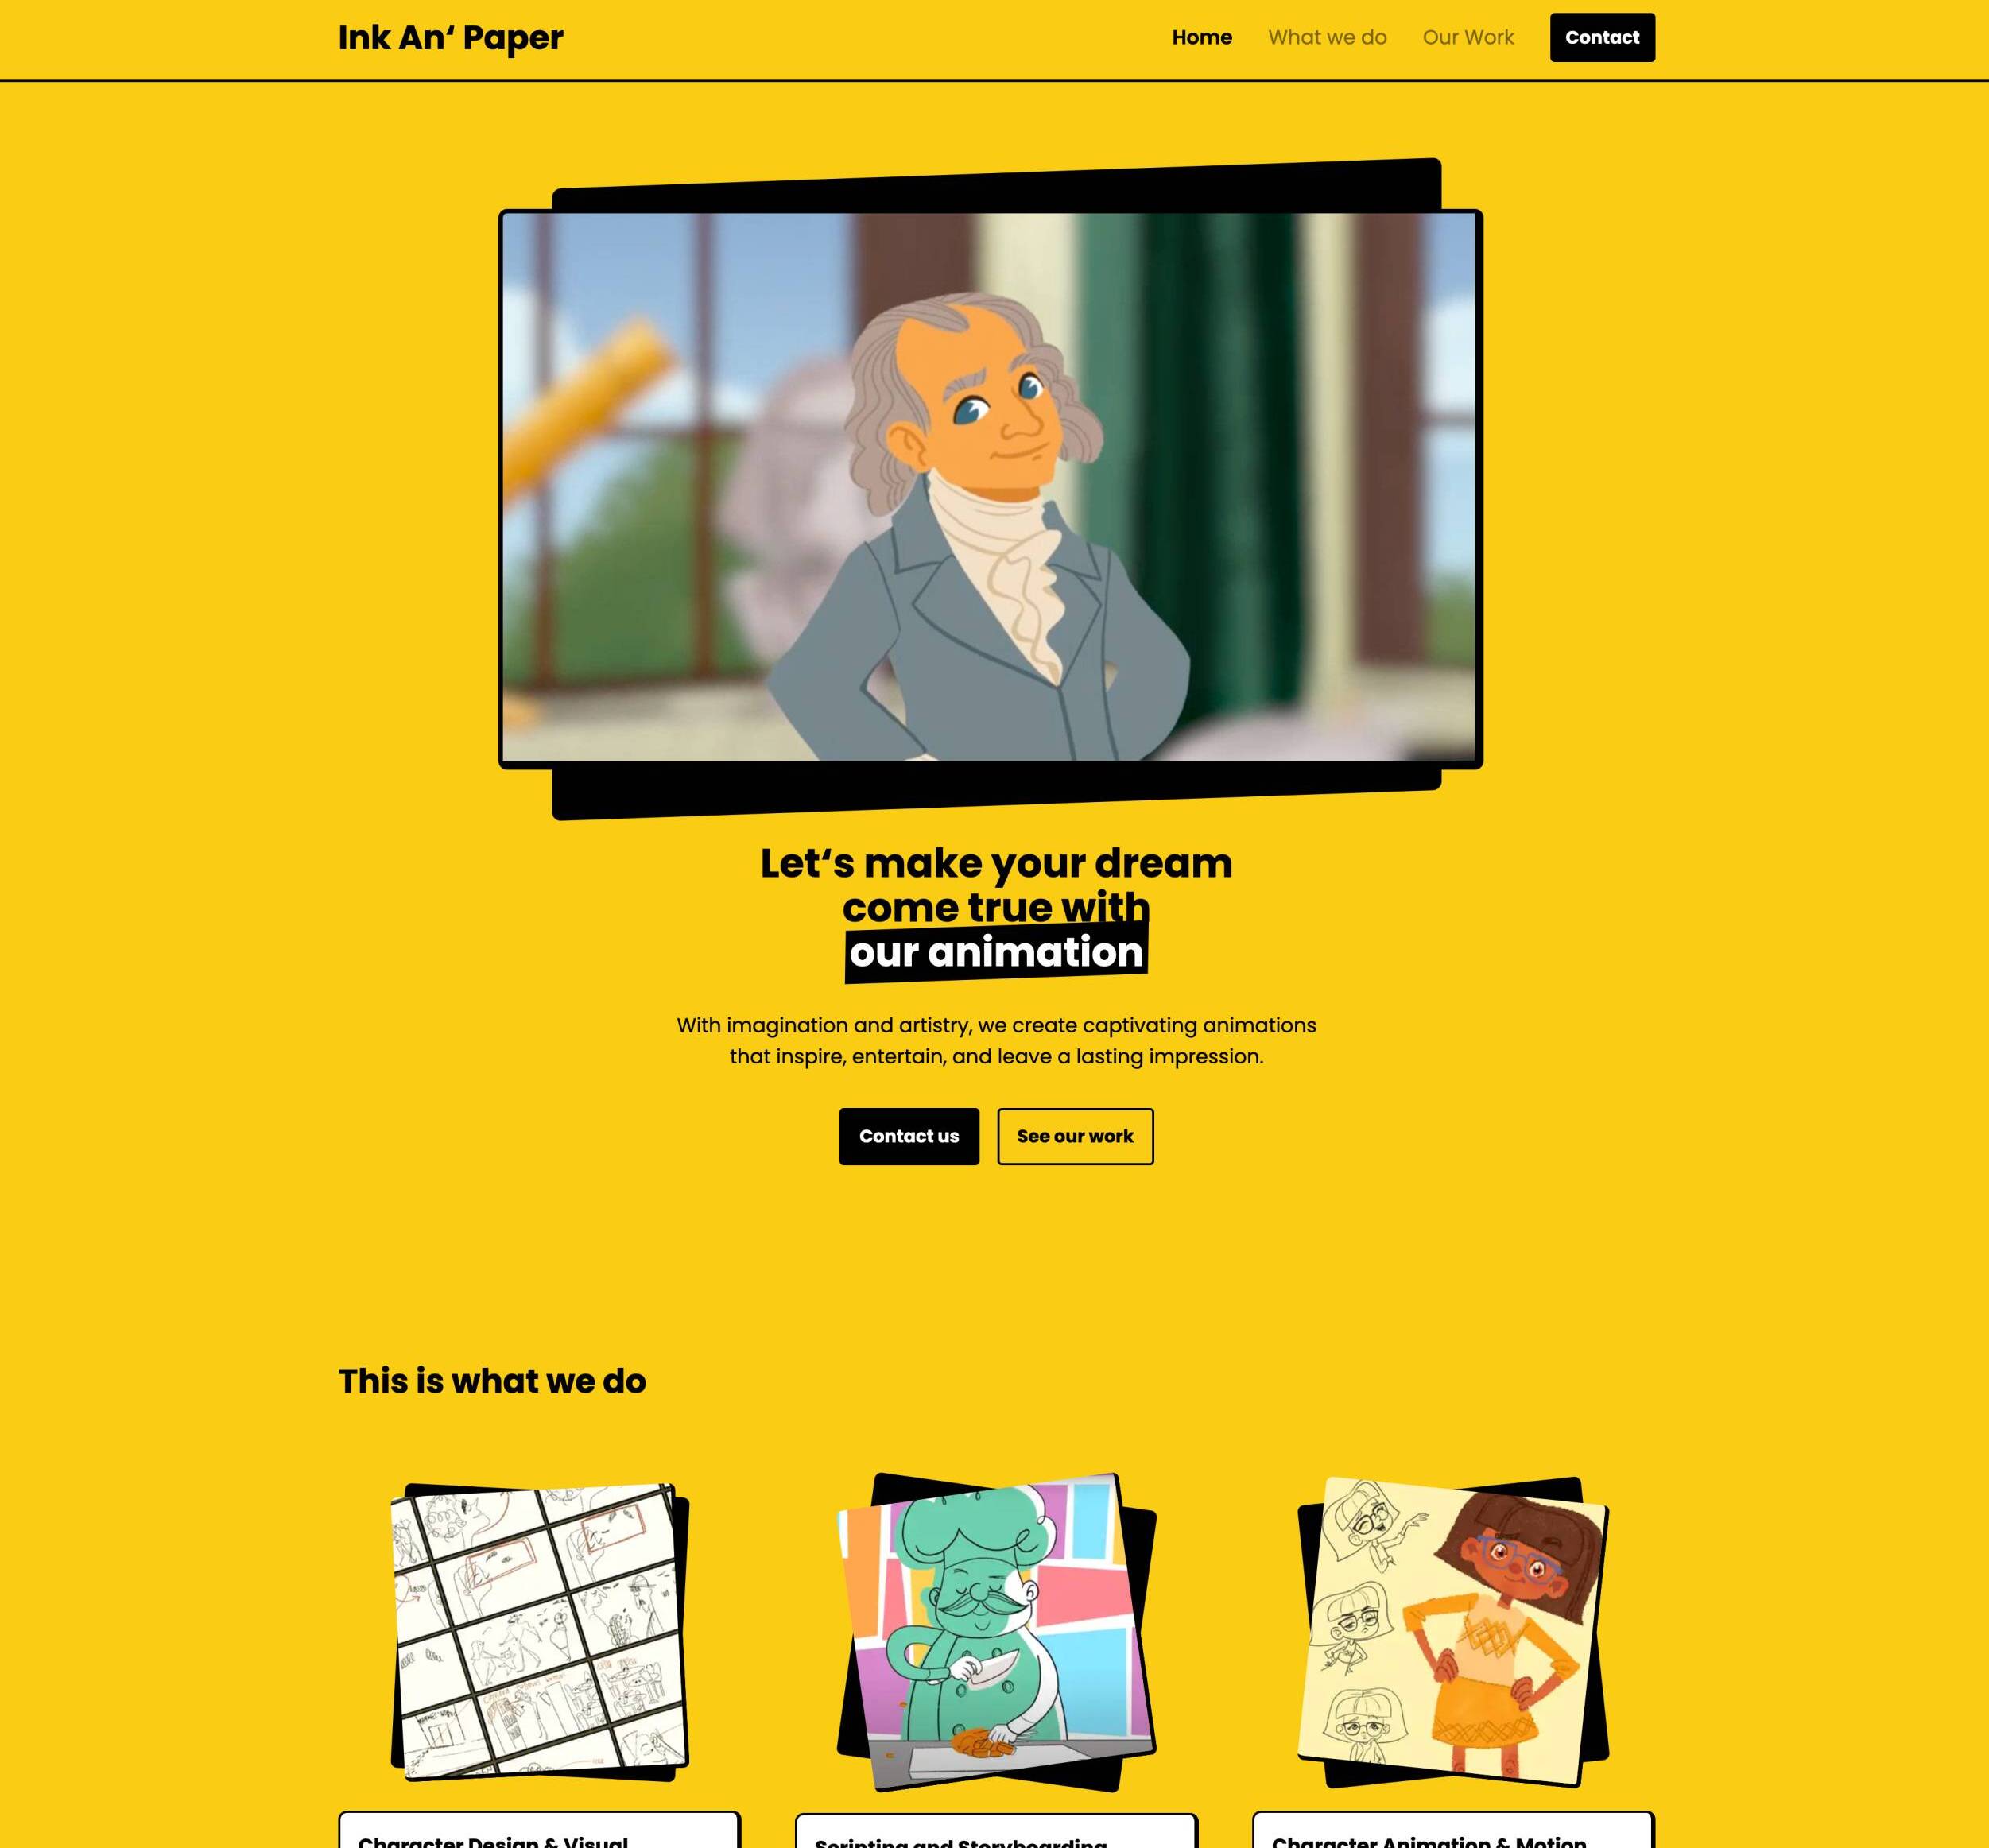 Ink An‘ Paper
Home What we do Our Work Contact
Let‘s make your dream
come true with
our animation
With imagination and artistry, we create captivating animations
that inspire, entertain, and leave a lasting impression.
Contact us See our work
This is what we do
Character Design & Visual
Scripting and Storyboarding
Character Animation & Motion